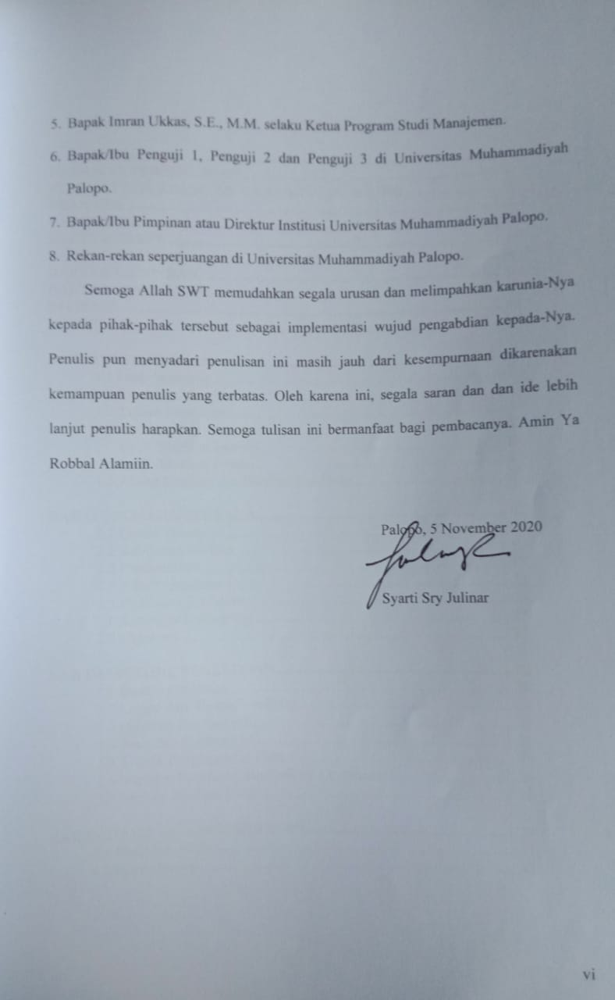 5. Bapak Imran Ukkas, S.E., M.M. selaku Ketua Program Studi Manajemen.
6. Bapak/Ibu Penguji 1, Penguji 2 dan Penguji 3 di Universitas Muhammadiyah
Palopo.
7. Bapak/Ibu Pimpinan atau Direktur Institusi Universitas Muhammadiyah Palopo.
8. Rekan-rekan seperjuangan di Universitas Muhammadiyah Palopo.
Semoga Allah SWT memudahkan segala urusan dan melimpahkan karunia-Nya
kepada pihak-pihak tersebut sebagai implementasi wujud pengabdian kepada-Nya.
Penulis pun menyadari penulisan ini masih jauh dari kesempurnaan dikarenakan
kemampuan penulis yang terbatas. Oleh karena ini, segala saran dan dan ide lebih
lanjut penulis harapkan. Semoga tulisan ini bermanfaat bagi pembacanya. Amin Ya
Robbal Alamiin.
Palopo, 5 November 2020
Syarti Sry Julinar
vi